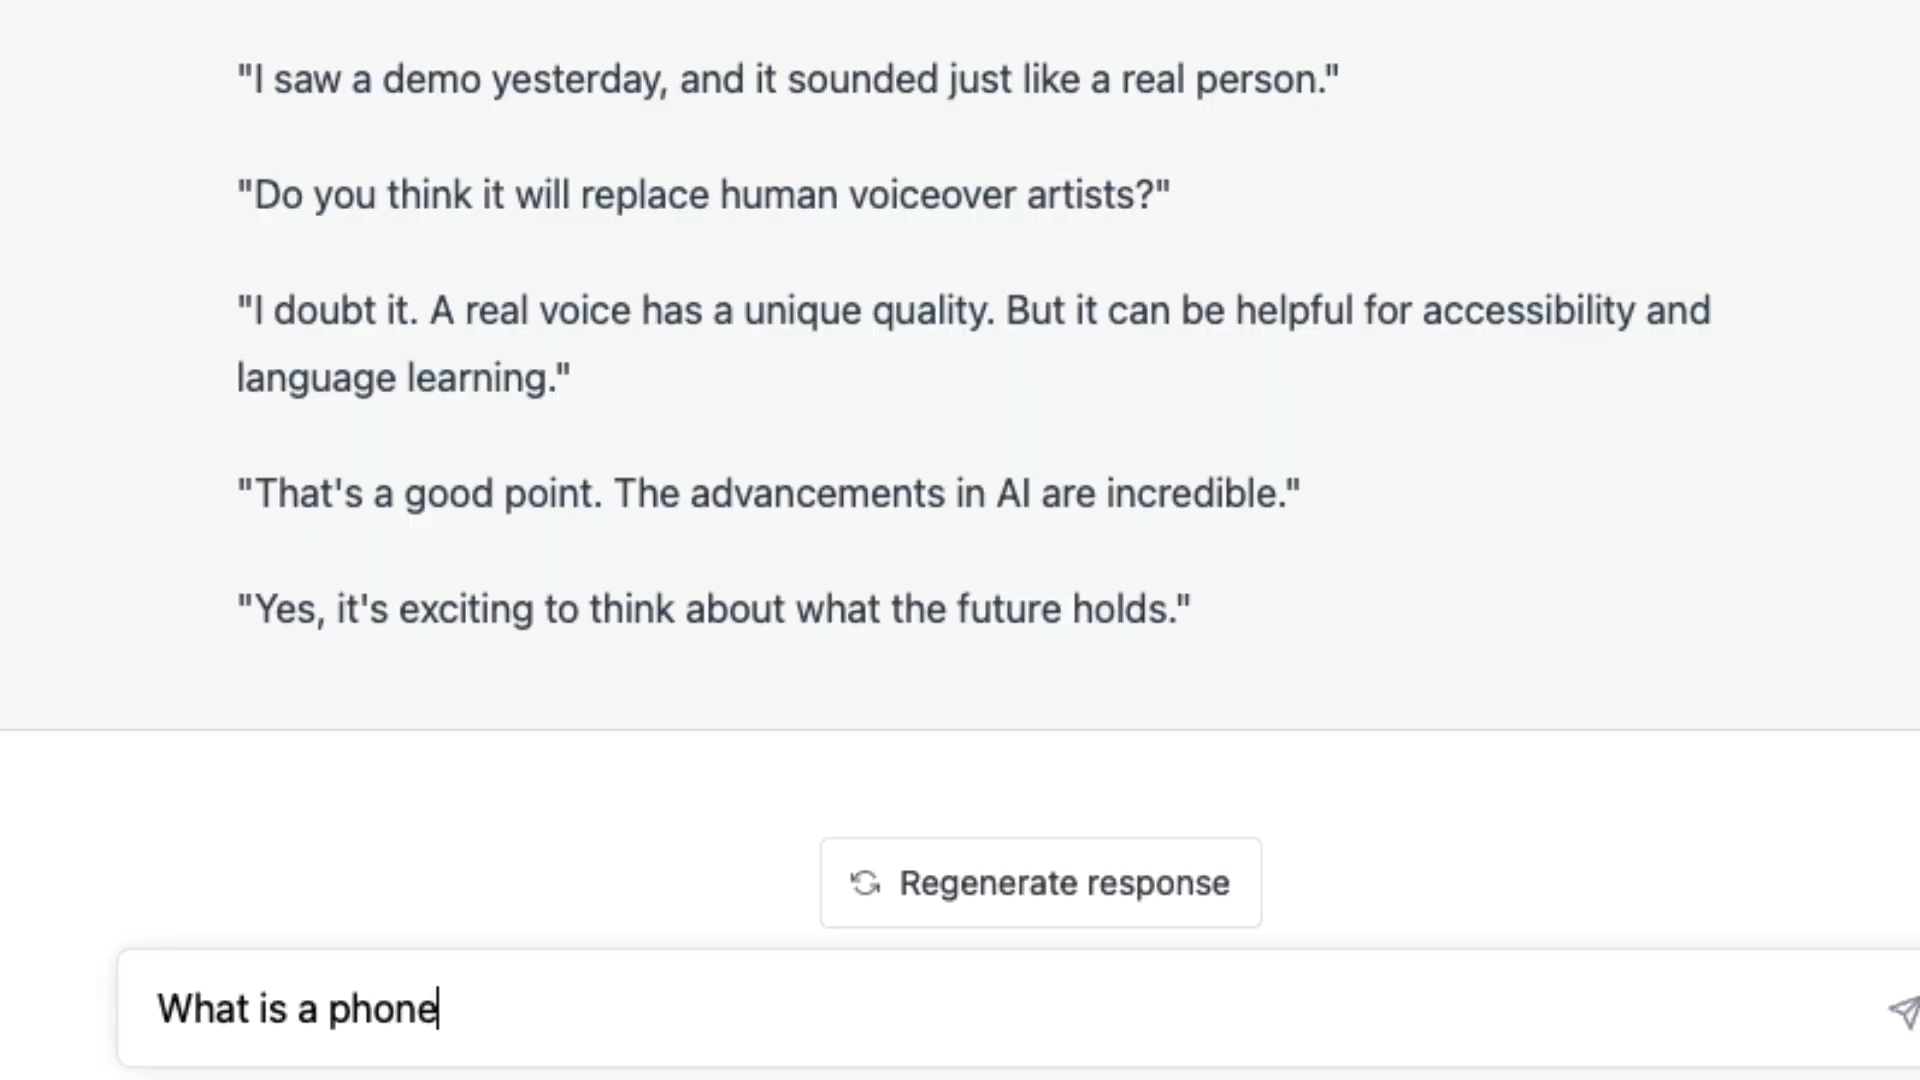 "I saw a demo yesterday, and it sounded just like a real person."
"Do you think it will replace human voiceover artists?"
"I doubt it. A real voice has a unique quality. But it can be helpful for accessibility and
language learning."
"That's a good point. The advancements in AI are incredible."
"Yes, it's exciting to think about what the future holds."
Regenerate response
What is a phone